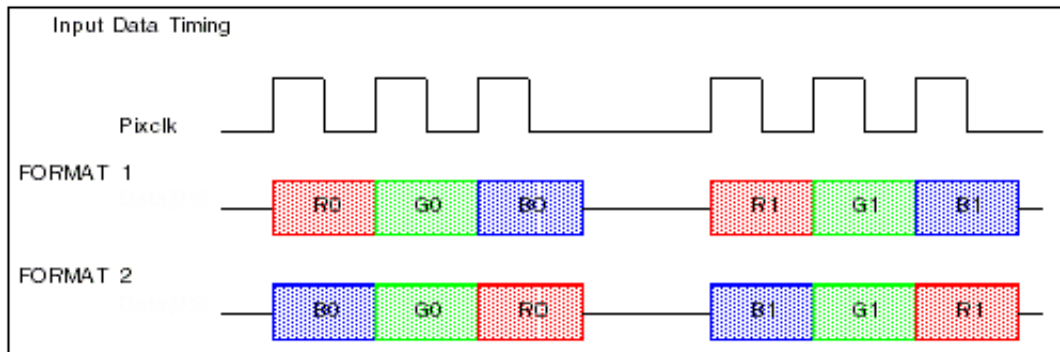 Input Data Timing
Pixclk
FORMAT 1
R0 G0 B0 R1 G1 B1
FORMAT 2
B0 G0 R0 B1 G1 R1